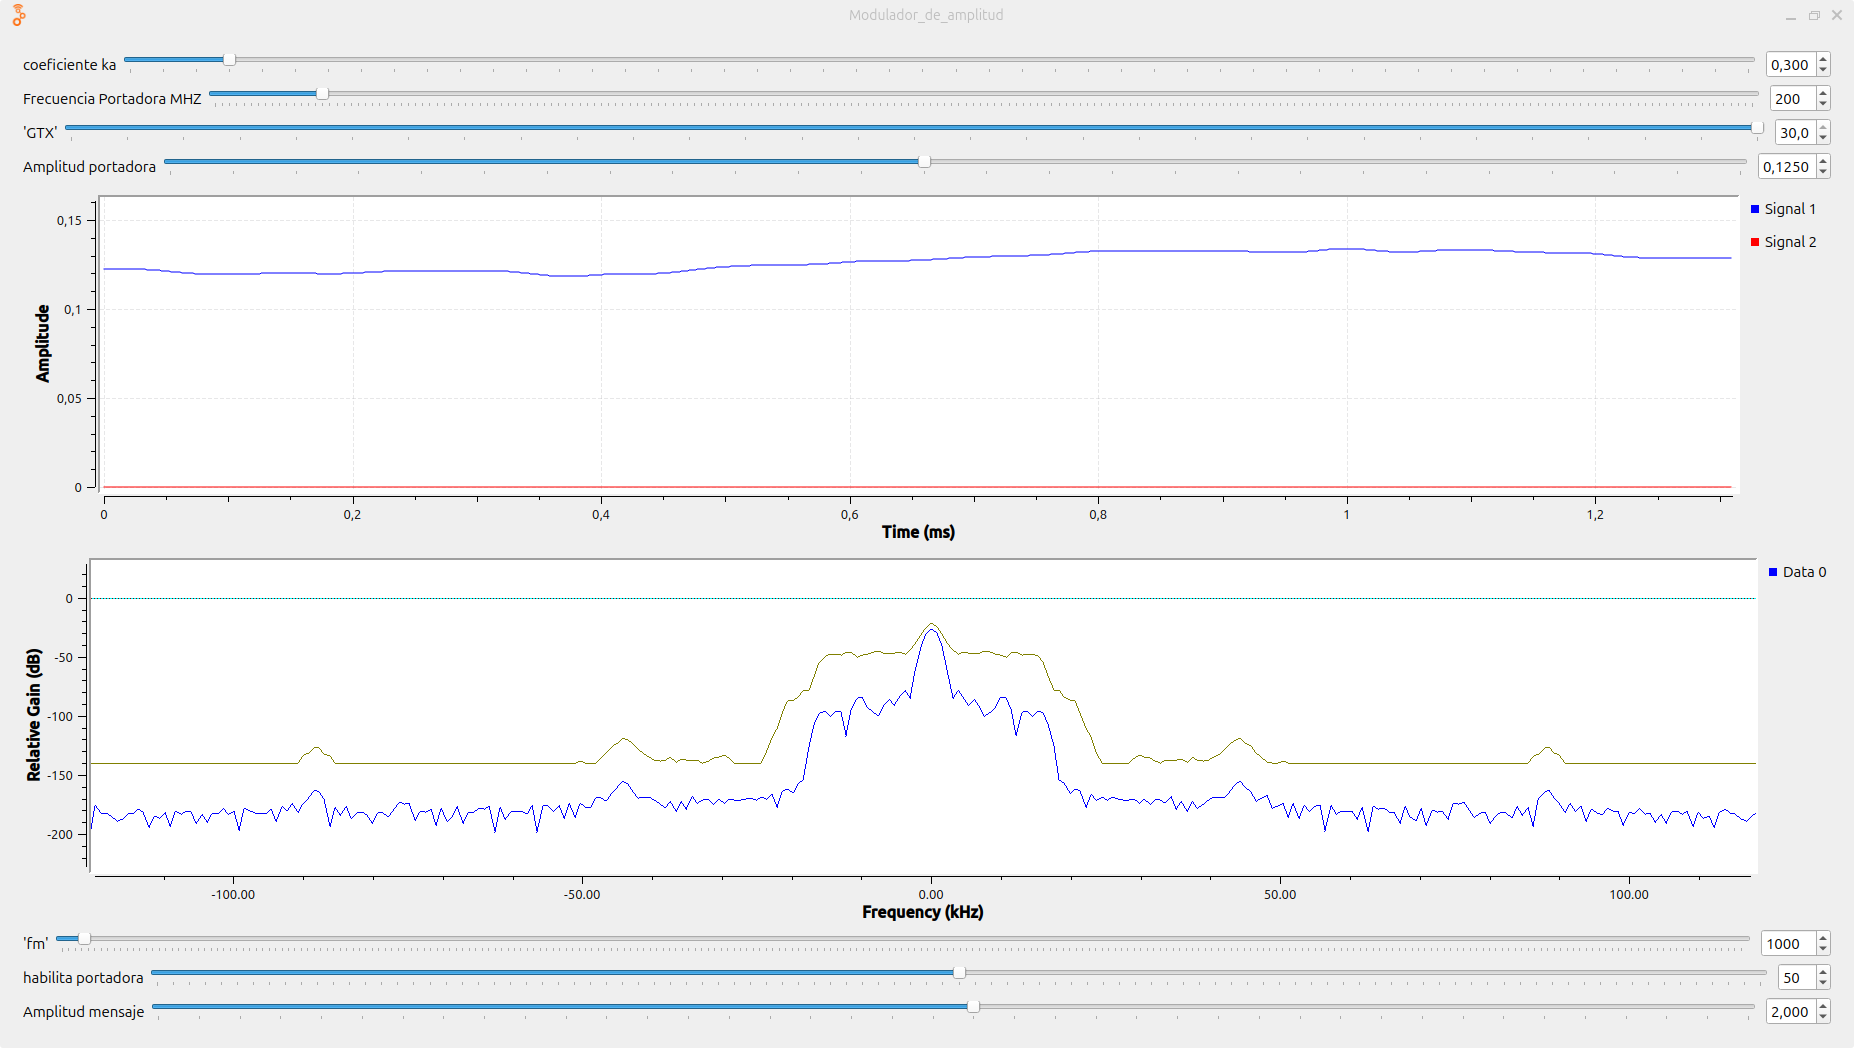 Modulador_de_amplitud
coeficiente ka 0,300
Frecuencia Portadora MHZ 200
'GTX' 30,0
Amplitud portadora 0,1250
Signal 1
Signal 2
Amplitude
0,15
0,1
0,05
0
0 0,2 0,4 0,6 0,8 1 1,2
Time (ms)
Data 0
Relative Gain (dB)
0
-50
-100
-150
-200
-100.00 -50.00 0.00 50.00 100.00
Frequency (kHz)
'fm' 1000
habilita portadora 50
Amplitud mensaje 2,000